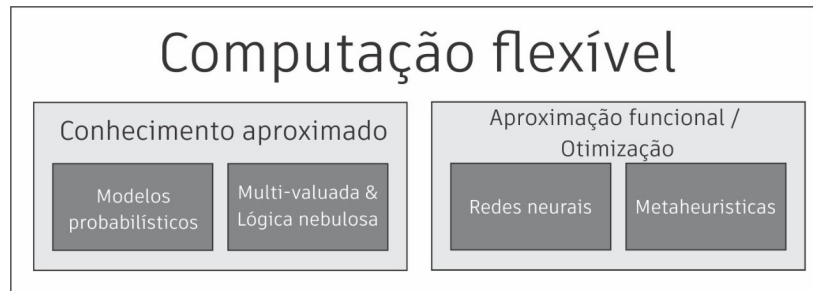 Computação flexível
Conhecimento aproximado
Modelos
probabilísticos
Multi-valuada &
Lógica nebulosa
Aproximação funcional /
Otimização
Redes neurais
Metaheuristicas